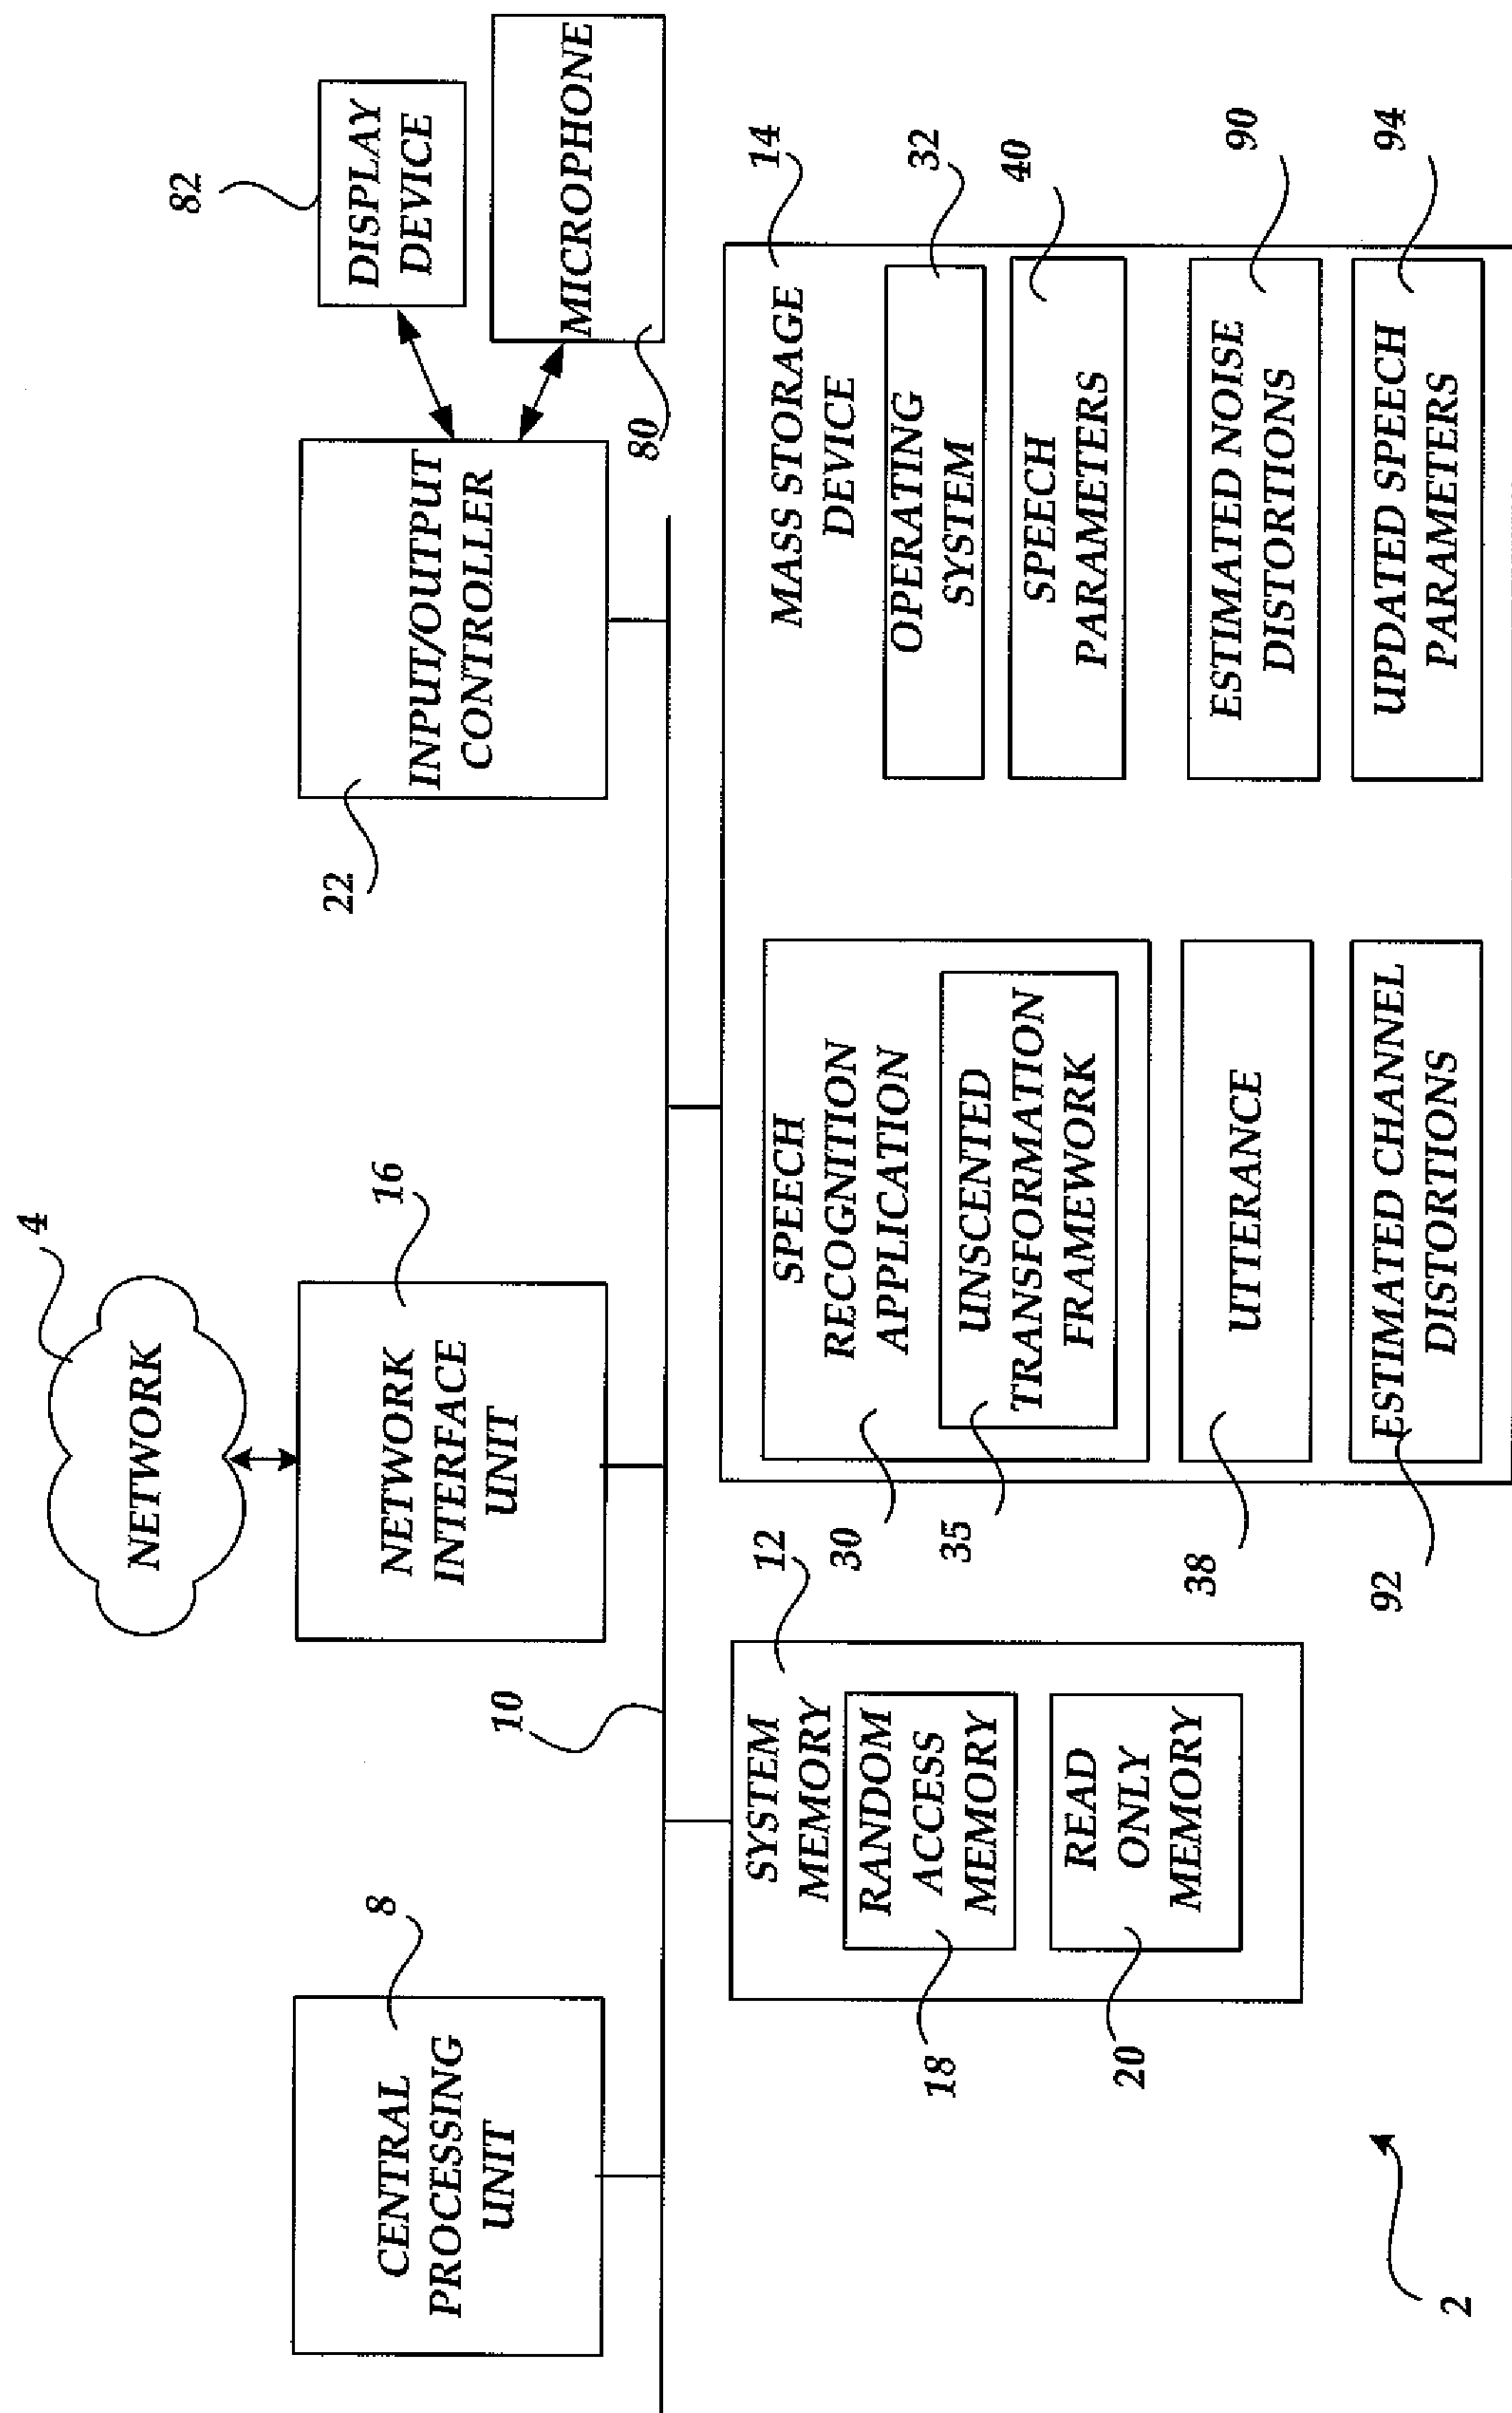 NETWORK
4
CENTRAL
PROCESSING
UNIT
8
NETWORK
INTERFACE
UNIT
16
INPUT/OUTPUT
CONTROLLER
22
DISPLAY
DEVICE
82
MICROPHONE
80
10
SYSTEM
MEMORY
12
RANDOM
ACCESS
MEMORY
18
READ
ONLY
MEMORY
20
MASS STORAGE
DEVICE
14
SPEECH
RECOGNITION
APPLICATION
30
UNSCENTED
TRANSFORMATION
FRAMEWORK
35
UTTERANCE
38
ESTIMATED CHANNEL
DISTORTIONS
92
OPERATING
SYSTEM
32
SPEECH
PARAMETERS
40
ESTIMATED NOISE
DISTORTIONS
90
UPDATED SPEECH
PARAMETERS
94
2